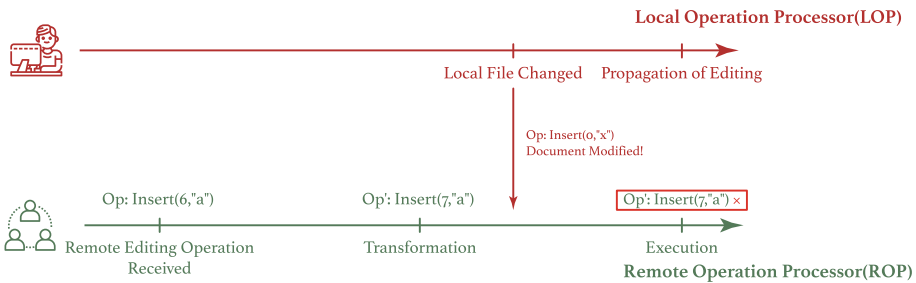 Local Operation Processor(LOP)
Local File Changed
Propagation of Editing
Op: Insert(0,"x")
Document Modified!
Op: Insert(6,"a")
Op': Insert(7,"a")
Op': Insert(7,"a") ×
Remote Editing Operation
Received
Transformation
Execution
Remote Operation Processor(ROP)